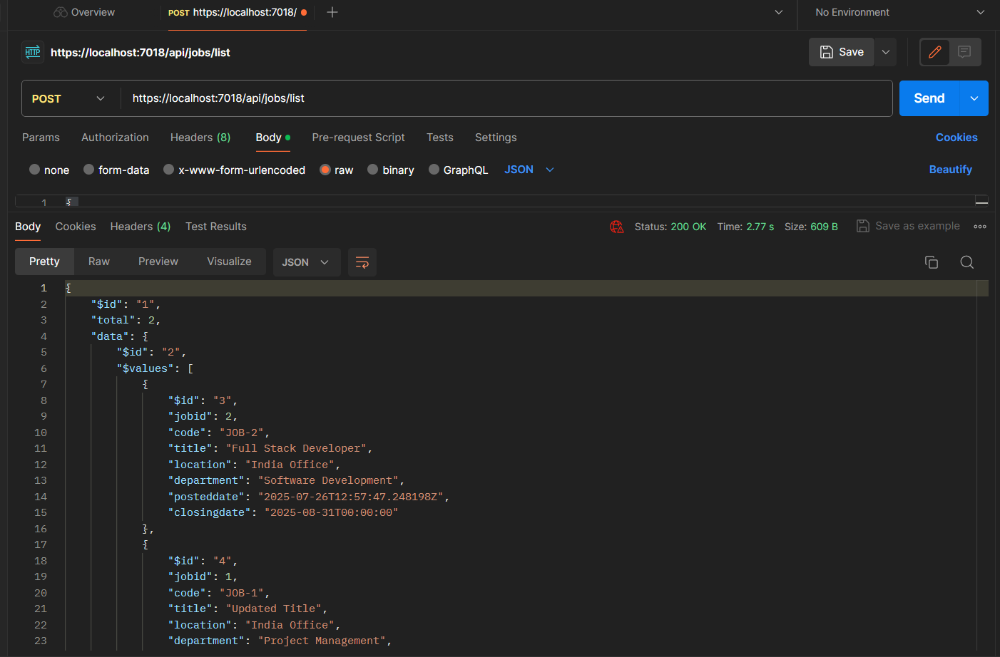 Overview
POST https://localhost:7018/
No Environment
HTTP https://localhost:7018/api/jobs/list
Save
POST https://localhost:7018/api/jobs/list
Send
Params Authorization Headers (8) Body Pre-request Script Tests Settings Cookies
none form-data x-www-form-urlencoded raw binary GraphQL JSON Beautify
1 {
Body Cookies Headers (4) Test Results Status: 200 OK Time: 2.77 s Size: 609 B Save as example
Pretty Raw Preview Visualize JSON
1 {
2 "$id": "1",
3 "total": 2,
4 "data": {
5 "$id": "2",
6 "$values": [
7 {
8 "$id": "3",
9 "jobid": 2,
10 "code": "JOB-2",
11 "title": "Full Stack Developer",
12 "location": "India Office",
13 "department": "Software Development",
14 "posteddate": "2025-07-26T12:57:47.248198Z",
15 "closingdate": "2025-08-31T00:00:00"
16 },
17 {
18 "$id": "4",
19 "jobid": 1,
20 "code": "JOB-1",
21 "title": "Updated Title",
22 "location": "India Office",
23 "department": "Project Management",